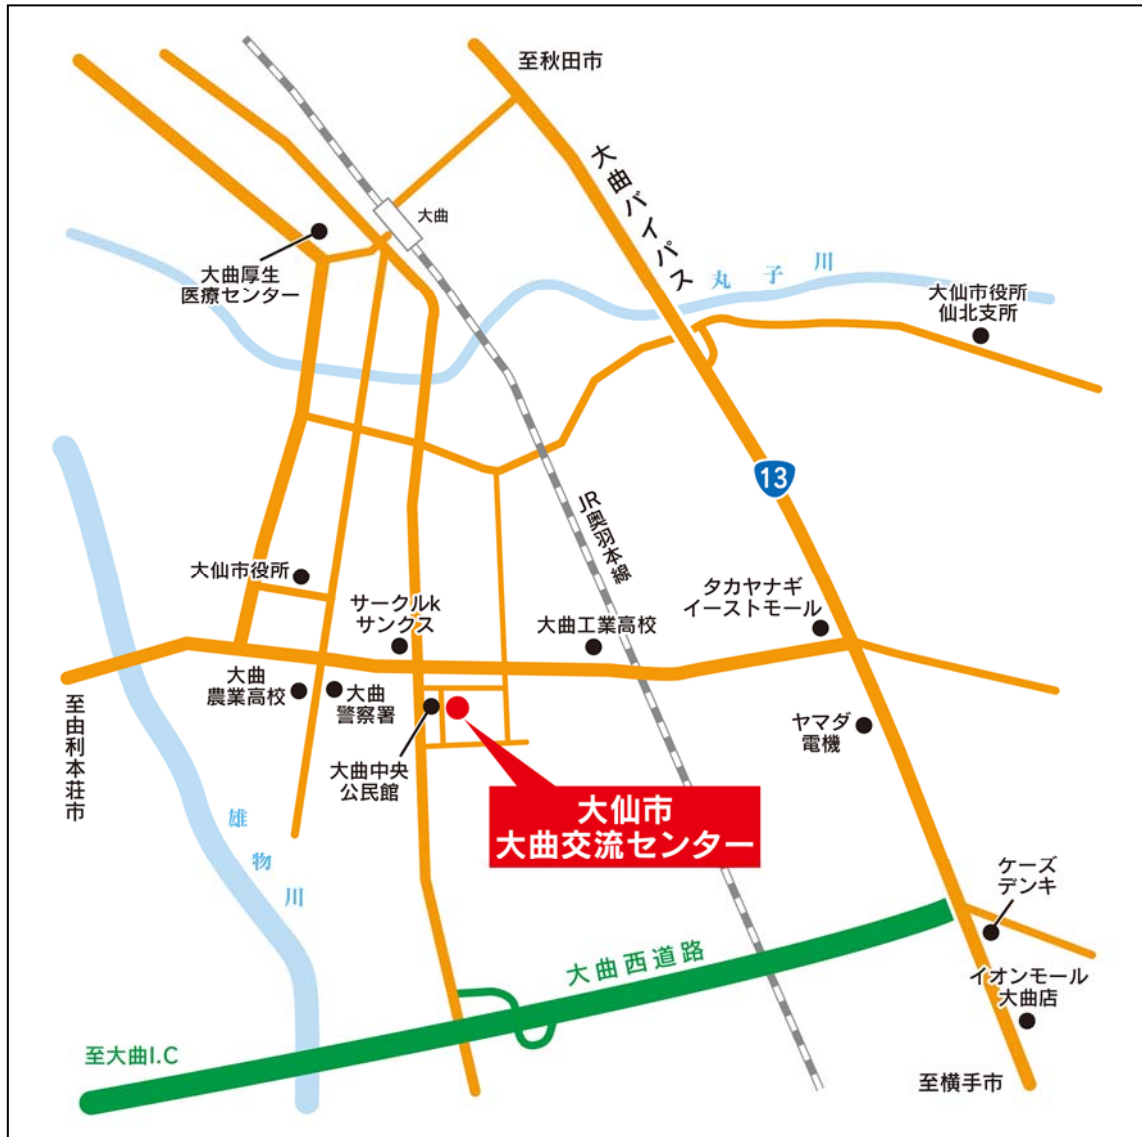 至秋田市
大曲バイパス
大曲
大曲厚生
医療センター
丸子川
大仙市役所
仙北支所
13
JR奥羽本線
大仙市役所
サークルk
サンクス
大曲工業高校
タカヤナギ
イーストモール
大曲
農業高校
大曲
警察署
至由利本荘市
大曲中央
公民館
ヤマダ
電機
大仙市
大曲交流センター
雄物川
ケーズ
デンキ
大曲西道路
イオンモール
大曲店
至大曲I.C
至横手市